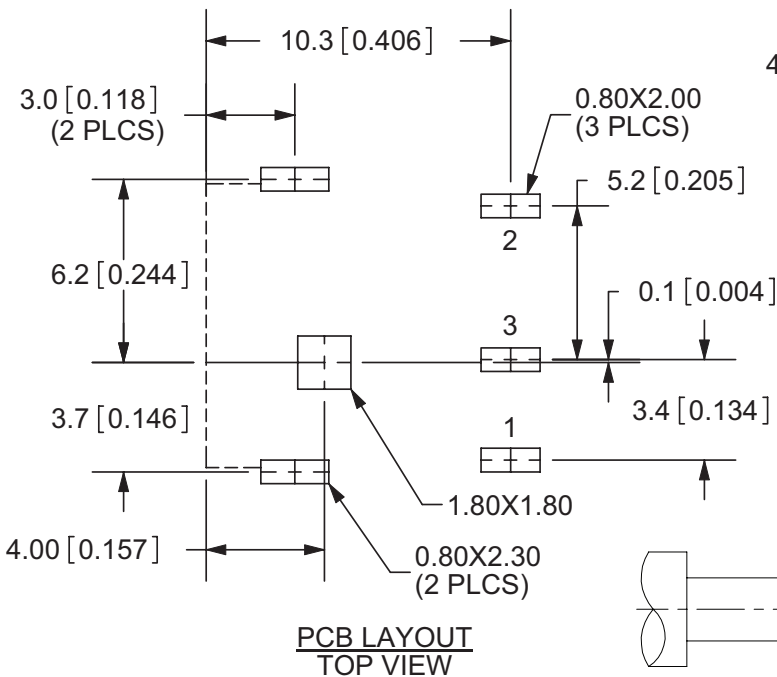 10.3 [0.406]
4
3.0 [0.118]
(2 PLCS)
0.80X2.00
(3 PLCS)
5.2 [0.205]
2
6.2 [0.244]
0.1 [0.004]
3
3.7 [0.146]
1
3.4 [0.134]
1.80X1.80
4.00 [0.157]
0.80X2.30
(2 PLCS)
PCB LAYOUT
TOP VIEW